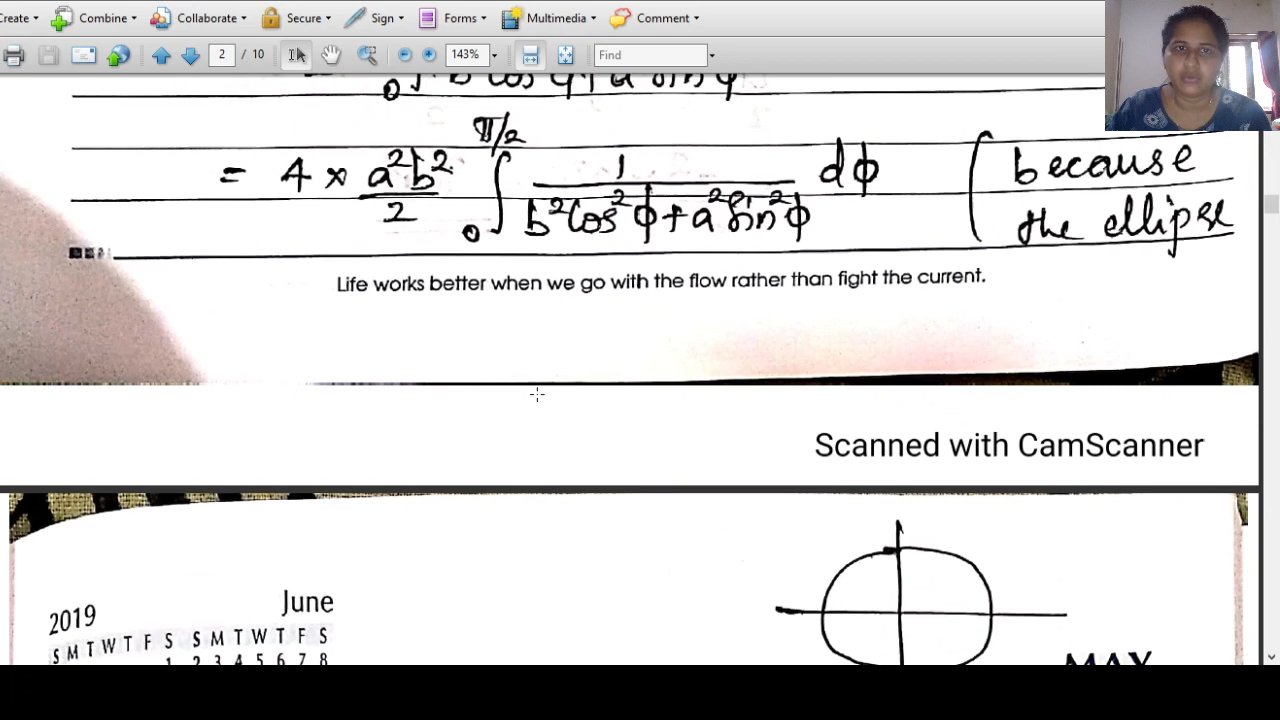 Create Combine Collaborate Secure Sign Forms Multimedia Comment
2 / 10 143% Find
= 4 × a²b²/2 ∫₀^π/2 1/(b²cos²φ + a²sin²φ) dφ (because
the ellipse
Life works better when we go with the flow rather than fight the current.
Scanned with CamScanner
2019 June
S M T W T F S S M T W T F S
1 2 3 4 5 6 7 8
MAY